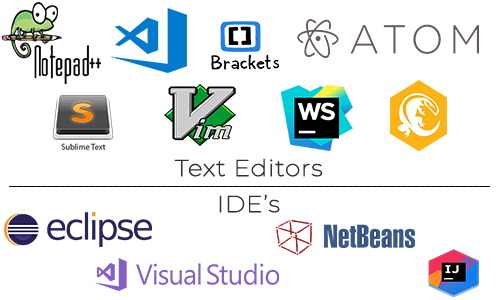 Notepad++
Brackets
ATOM
S
Sublime Text
Vim
WS
Text Editors
IDE's
eclipse
NetBeans
Visual Studio
IJ